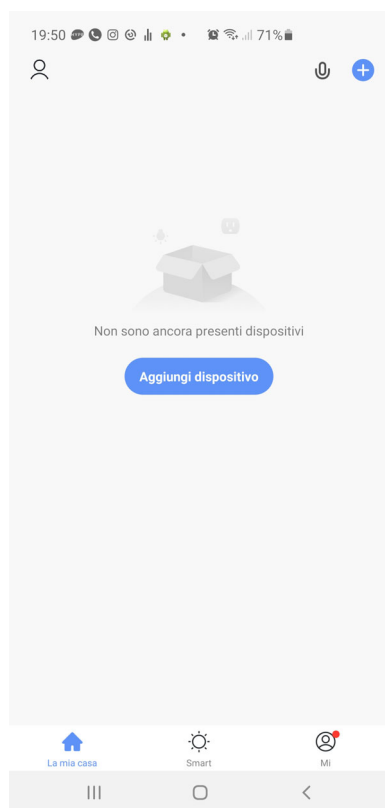 19:50 71%
Non sono ancora presenti dispositivi
Aggiungi dispositivo
La mia casa Smart Mi